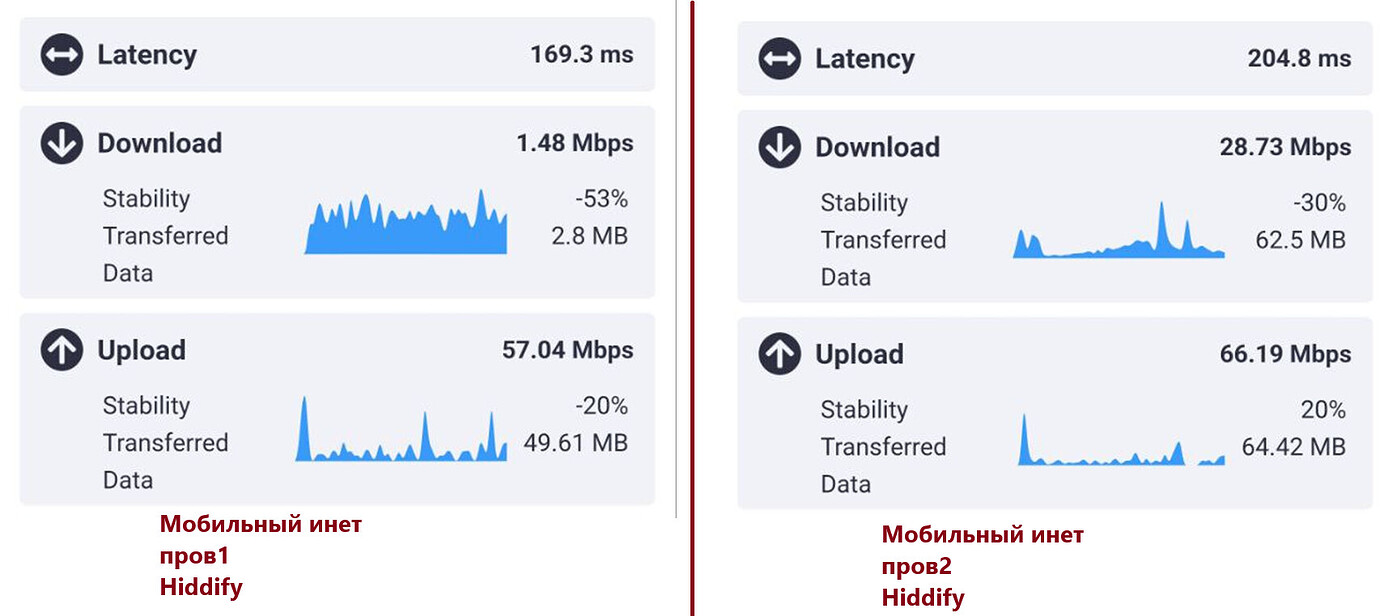 Latency 169.3 ms
Download 1.48 Mbps
Stability -53%
Transferred 2.8 MB
Data
Upload 57.04 Mbps
Stability -20%
Transferred 49.61 MB
Data
Мобильный инет
пров1
Hiddify
Latency 204.8 ms
Download 28.73 Mbps
Stability -30%
Transferred 62.5 MB
Data
Upload 66.19 Mbps
Stability 20%
Transferred 64.42 MB
Data
Мобильный инет
пров2
Hiddify